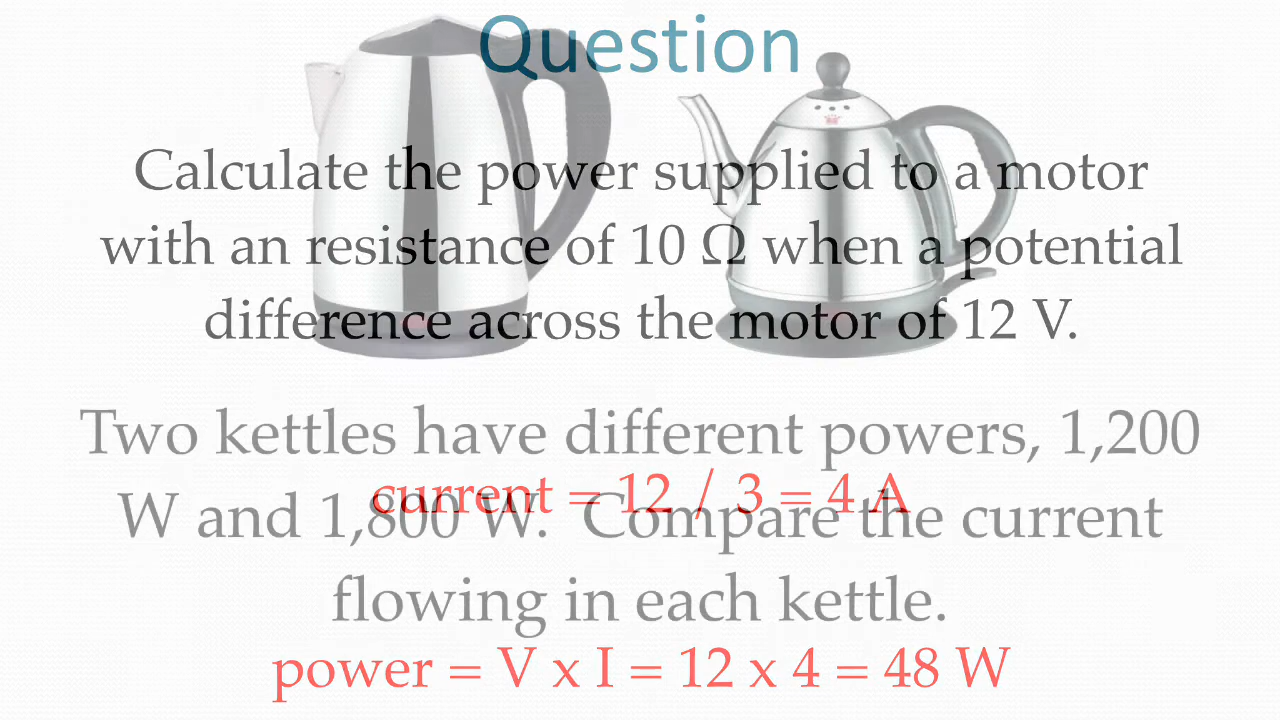 Question
Calculate the power supplied to a motor
with an resistance of 10 Ω when a potential
difference across the motor of 12 V.
Two kettles have different powers, 1,200
current = 12 / 3 = 4 A
W and 1,800 W. Compare the current
flowing in each kettle.
power = V x I = 12 x 4 = 48 W